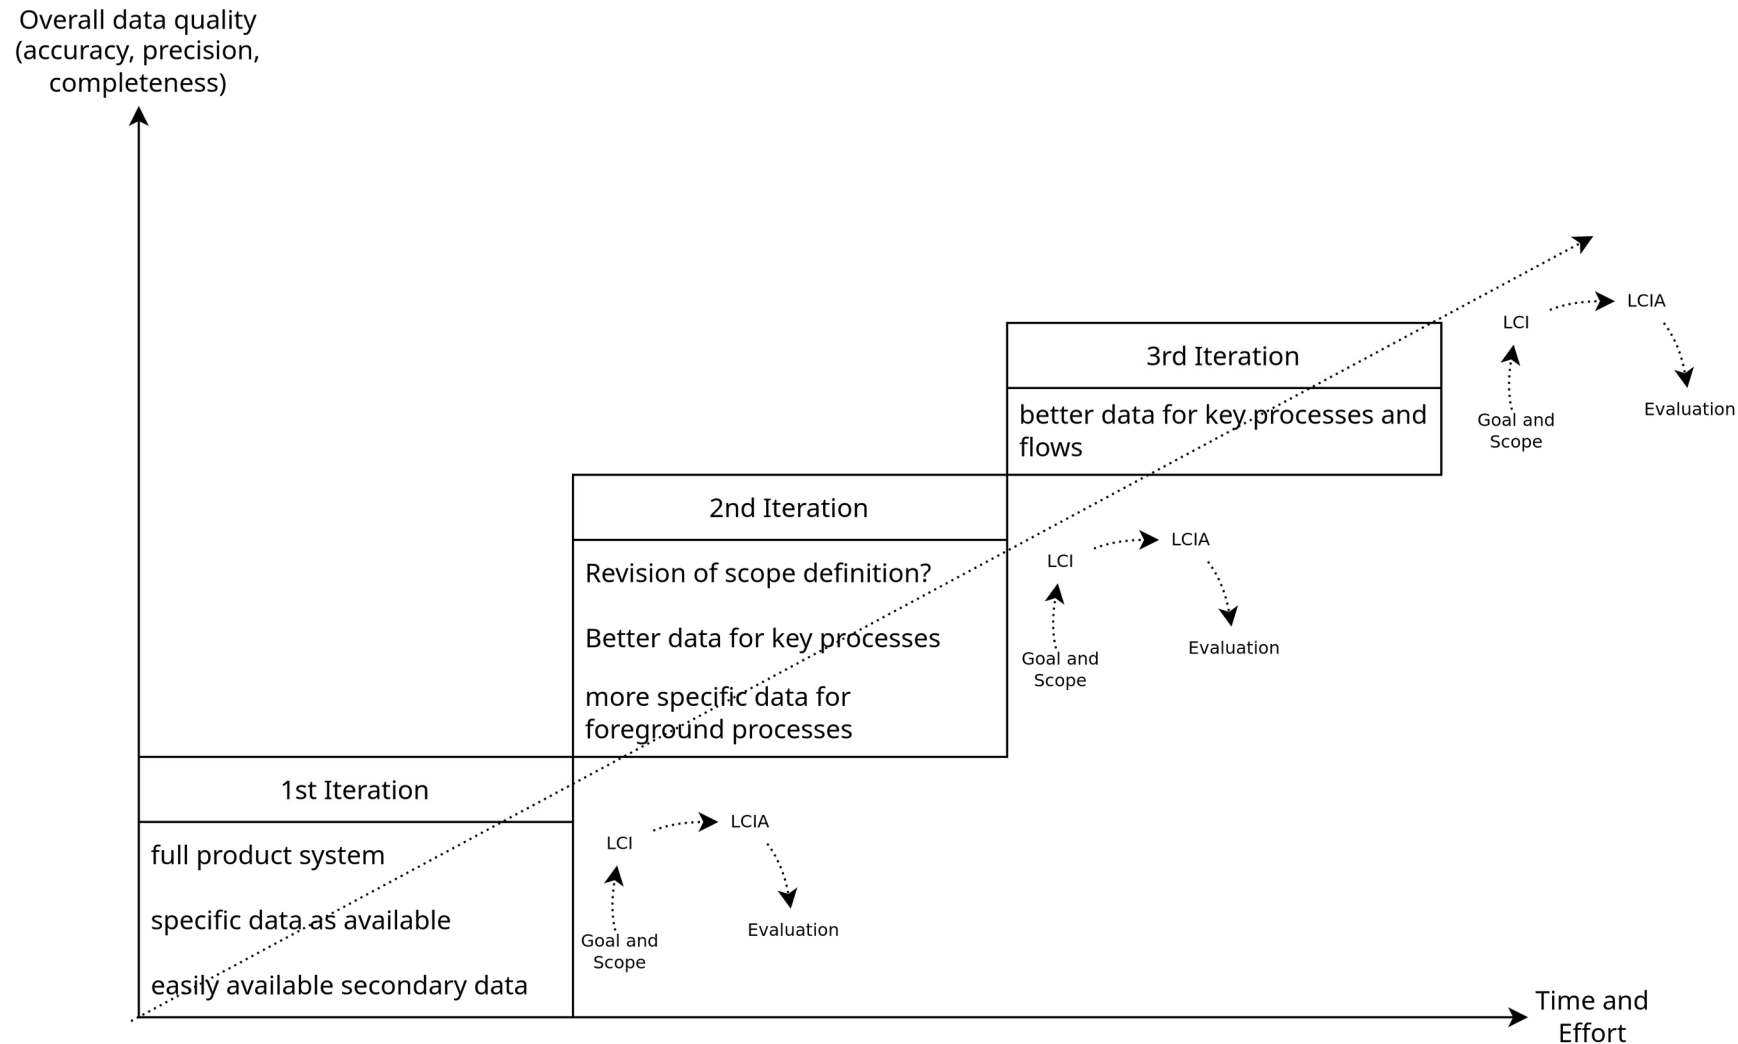 Overall data quality
(accuracy, precision,
completeness)
3rd Iteration
better data for key processes and
flows
LCI
LCIA
Goal and
Scope
Evaluation
2nd Iteration
Revision of scope definition?
Better data for key processes
more specific data for
foreground processes
LCI
LCIA
Goal and
Scope
Evaluation
1st Iteration
full product system
specific data as available
easily available secondary data
LCI
LCIA
Goal and
Scope
Evaluation
Time and
Effort